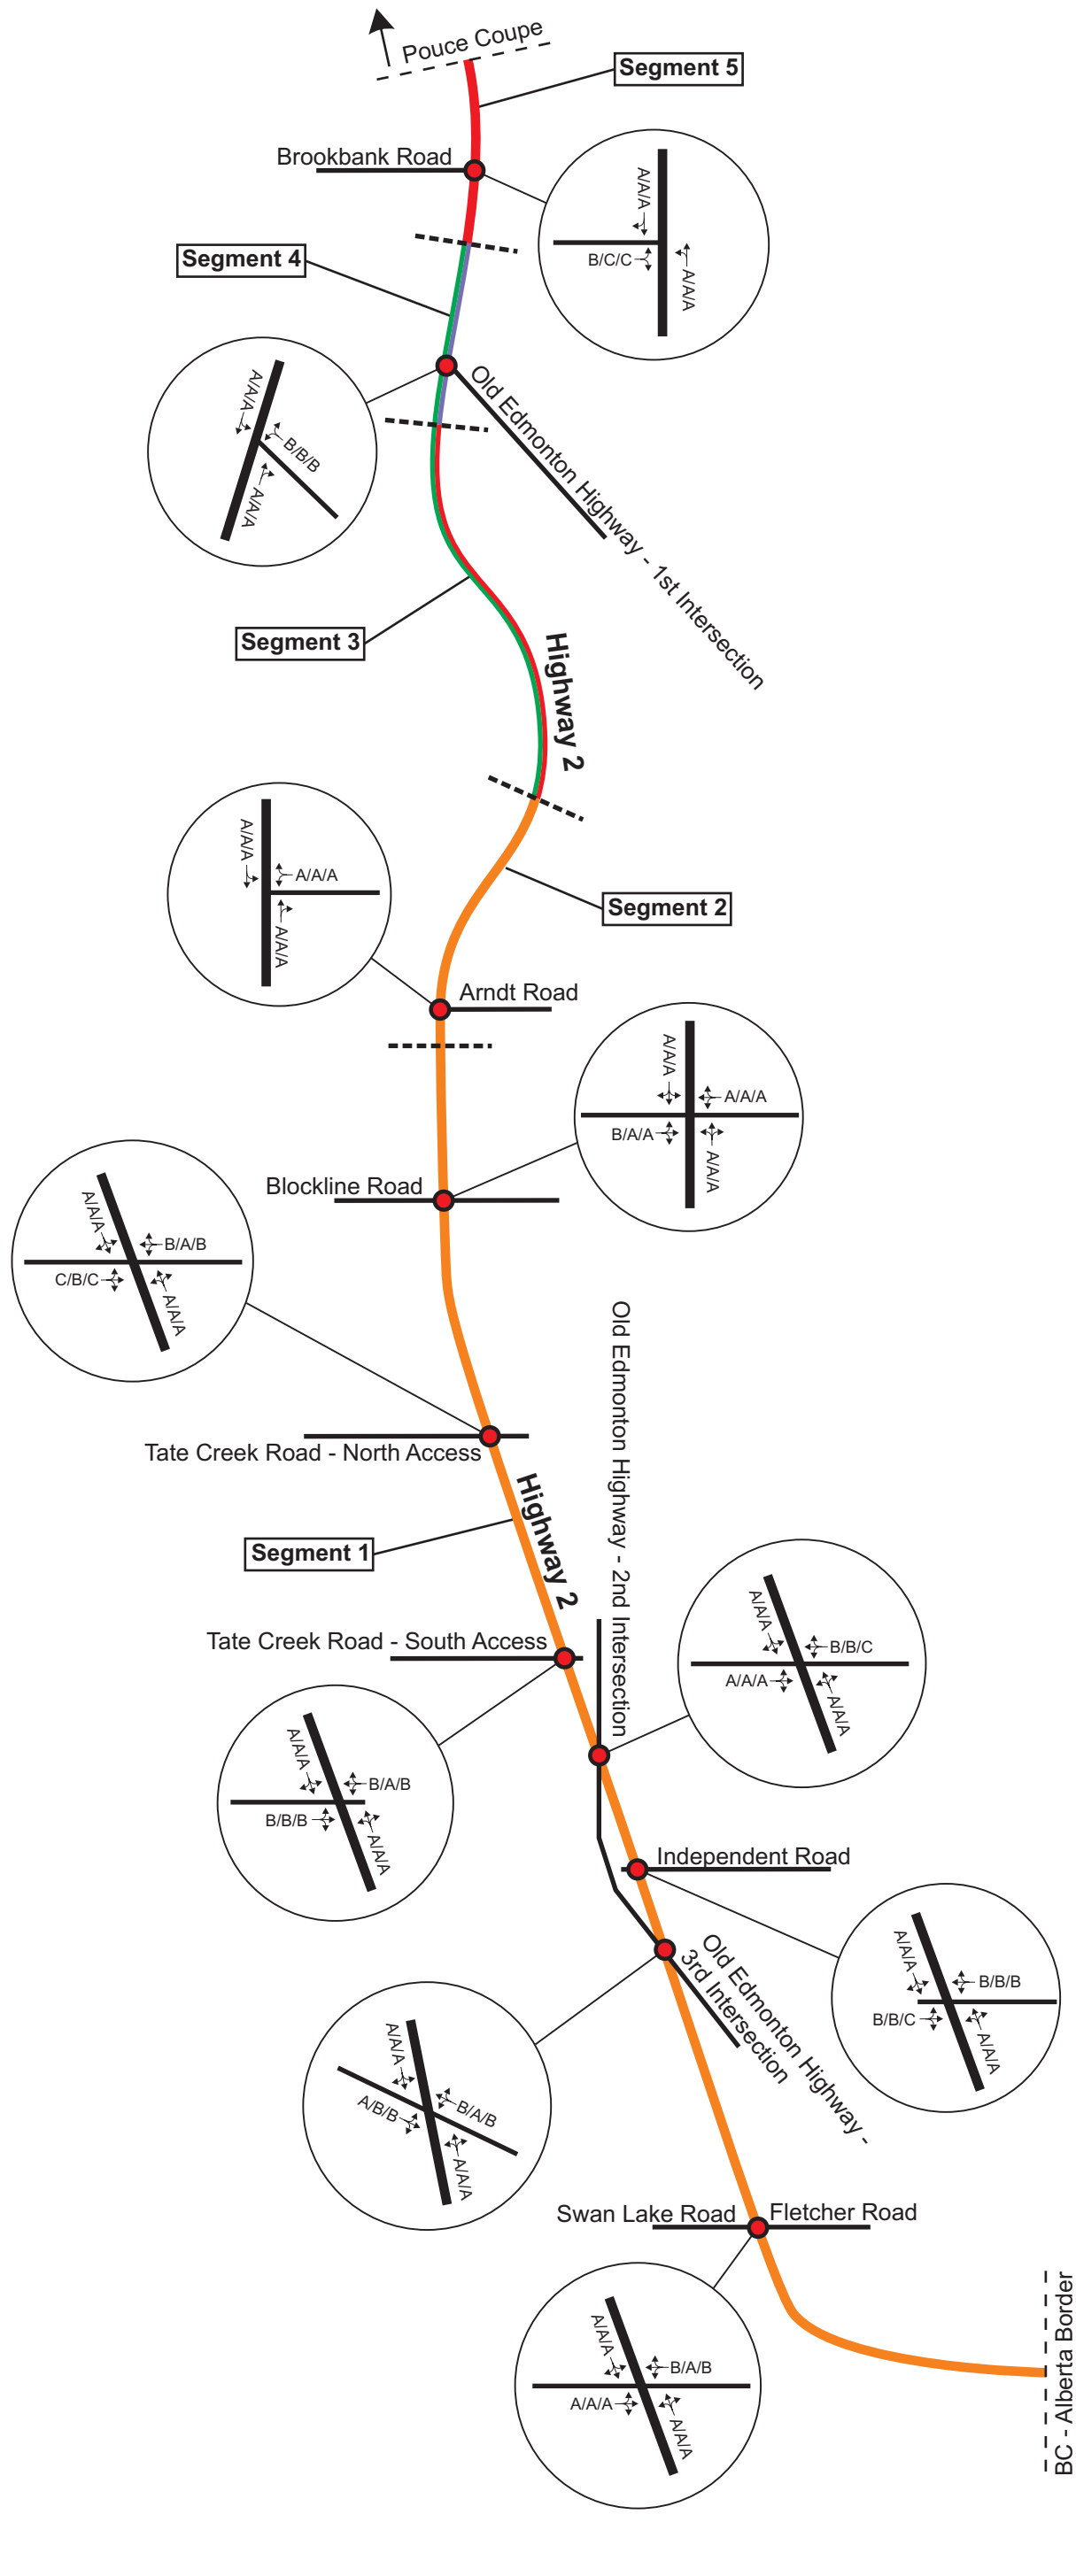 Pouce Coupe
Segment 5
Brookbank Road
A/A/A
B/C/C
A/A/A
Segment 4
A/A/A
B/B/B
A/A/A
Old Edmonton Highway - 1st Intersection
Segment 3
Highway 2
A/A/A
A/A/A
A/A/A
Segment 2
Arndt Road
A/A/A
A/A/A
B/A/A
A/A/A
Blockline Road
A/A/A
B/A/B
C/B/C
A/A/A
Tate Creek Road - North Access
Old Edmonton Highway - 2nd Intersection
Highway 2
Segment 1
A/A/A
B/B/C
A/A/A
A/A/A
Tate Creek Road - South Access
A/A/A
B/A/B
B/B/B
A/A/A
Independent Road
A/A/A
B/B/B
B/B/C
A/A/A
Old Edmonton Highway -
3rd Intersection
A/A/A
B/A/B
A/B/B
A/A/A
Swan Lake Road
Fletcher Road
A/A/A
B/A/B
A/A/A
A/A/A
BC - Alberta Border